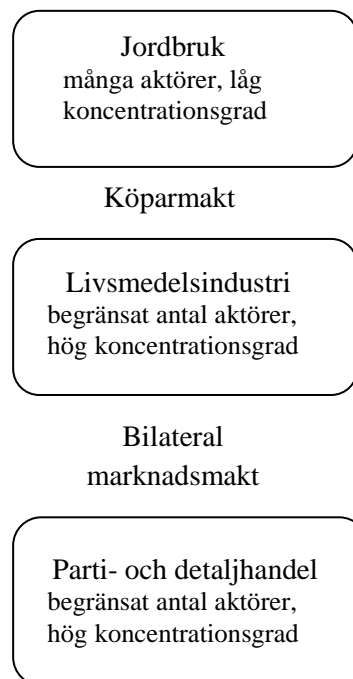 Jordbruk
många aktörer, låg
koncentrationsgrad
Köparmakt
Livsmedelsindustri
begränsat antal aktörer,
hög koncentrationsgrad
Bilateral
marknadsmakt
Parti- och detaljhandel
begränsat antal aktörer,
hög koncentrationsgrad